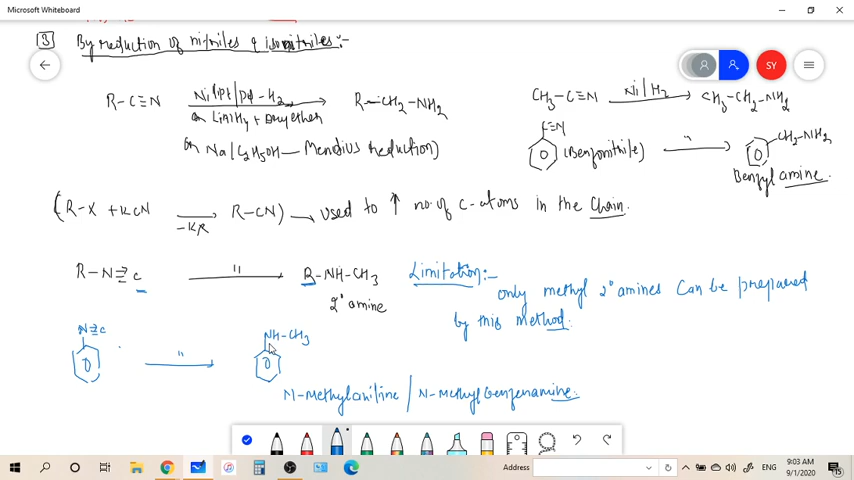 Microsoft Whiteboard
3 By reduction of nitriles & isonitriles:-
R-C≡N Ni/Pt/Pd-H2 R-CH2-NH2
or LiAlH4 + Dry ether
or Na/C2H5OH — Mendius reduction)
CH3-C≡N Ni/H2 CH3-CH2-NH2
C≡N (Benzonitrile) " CH2-NH2
Benzyl amine
(R-X + KCN -KX R-CN) → used to ↑ no. of C-atoms in the Chain.
R-N≡C " R-NH-CH3
2° amine
Limitation:-
only methyl 2° amines can be prepared
by this method.
N≡C " NH-CH3
N-Methylaniline / N-Methylbenzenamine.
SY
Address
ENG
9:03 AM
9/1/2020
15